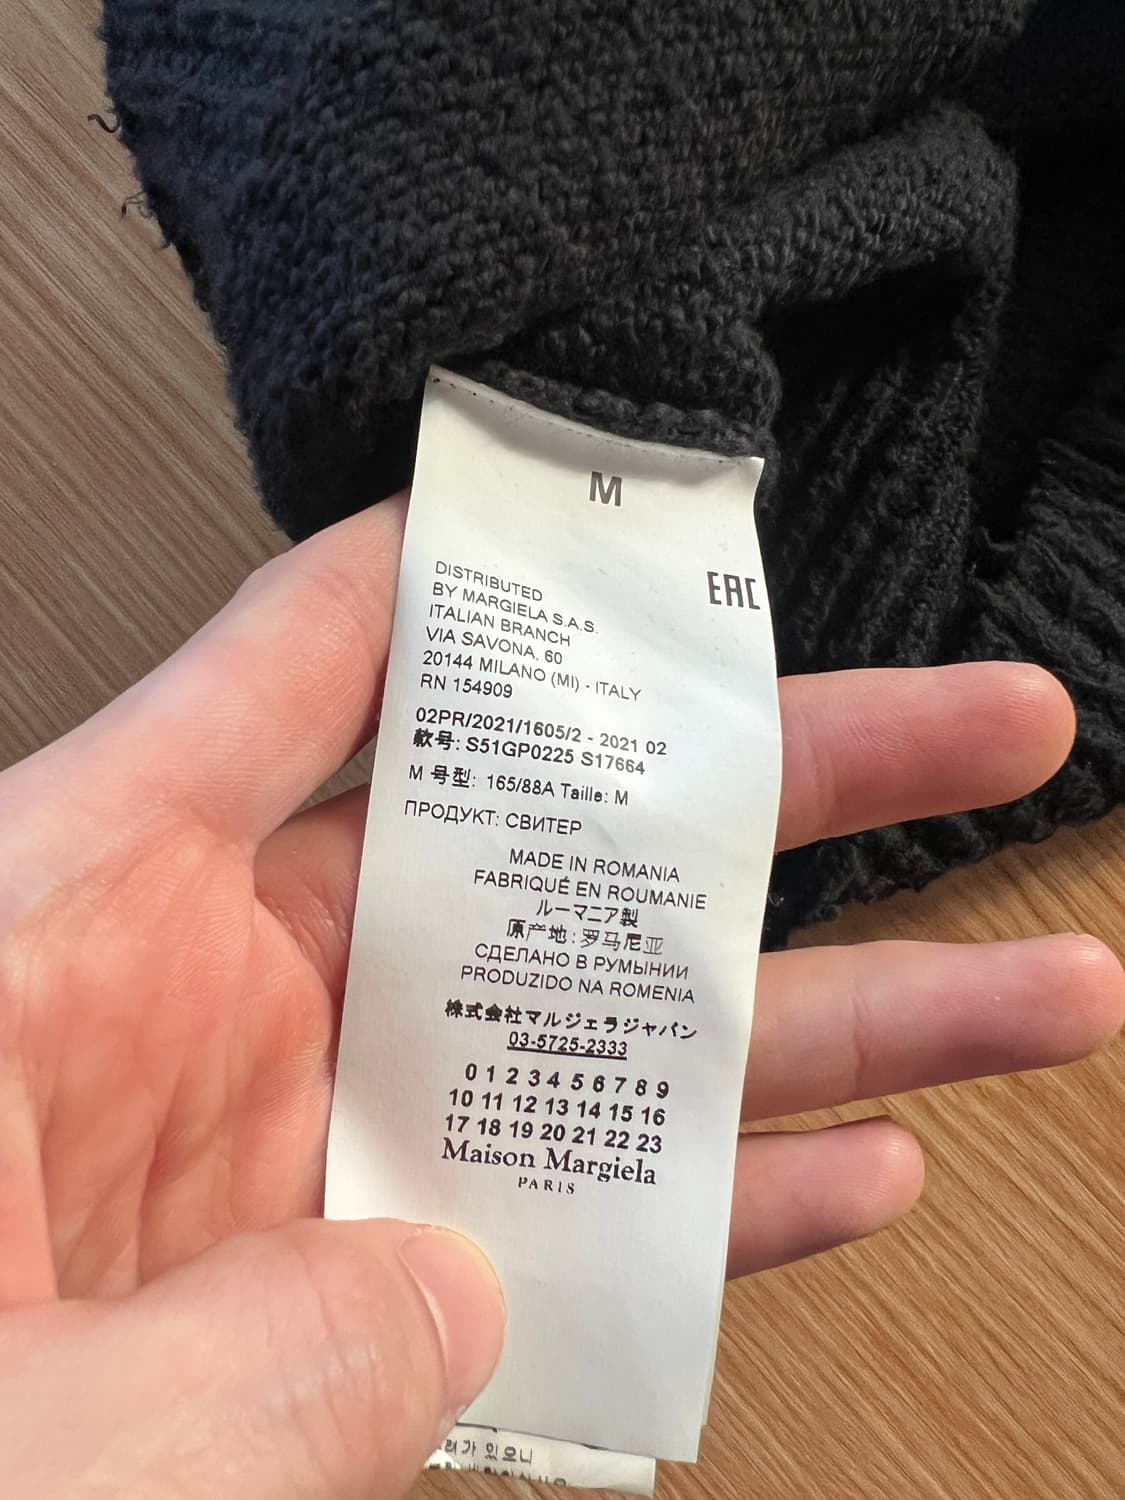 M
EAC
DISTRIBUTED
BY MARGIELA S.A.S.
ITALIAN BRANCH
VIA SAVONA, 60
20144 MILANO (MI) - ITALY
RN 154909
02PR/2021/1605/2 - 2021 02
款号: S51GP0225 S17664
M 号型: 165/88A Taille: M
ПРОДУКТ: СВИТЕР
MADE IN ROMANIA
FABRIQUÉ EN ROUMANIE
ルーマニア製
原产地: 罗马尼亚
СДЕЛАНО В РУМЫНИИ
PRODUZIDO NA ROMENIA
株式会社マルジェラジャパン
03-5725-2333
0 1 2 3 4 5 6 7 8 9
10 11 12 13 14 15 16
17 18 19 20 21 22 23
Maison Margiela
PARIS
있으니